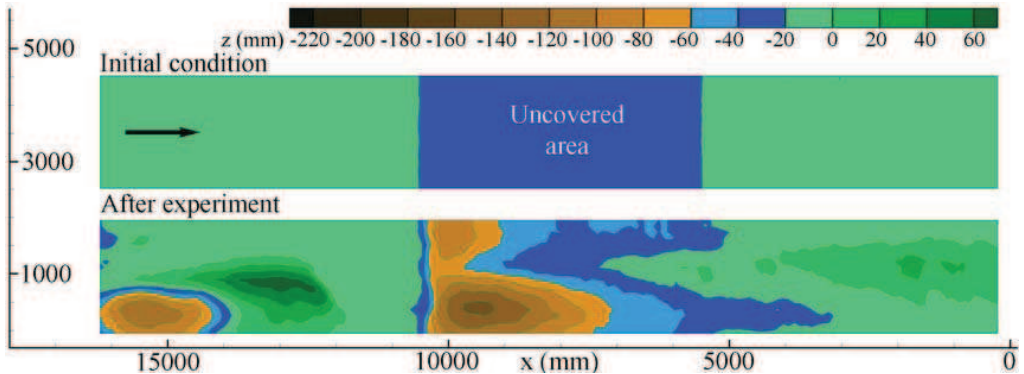 z (mm) -220 -200 -180 -160 -140 -120 -100 -80 -60 -40 -20 0 20 40 60
5000
Initial condition
Uncovered
area
3000
After experiment
1000
15000 10000 x (mm) 5000 0